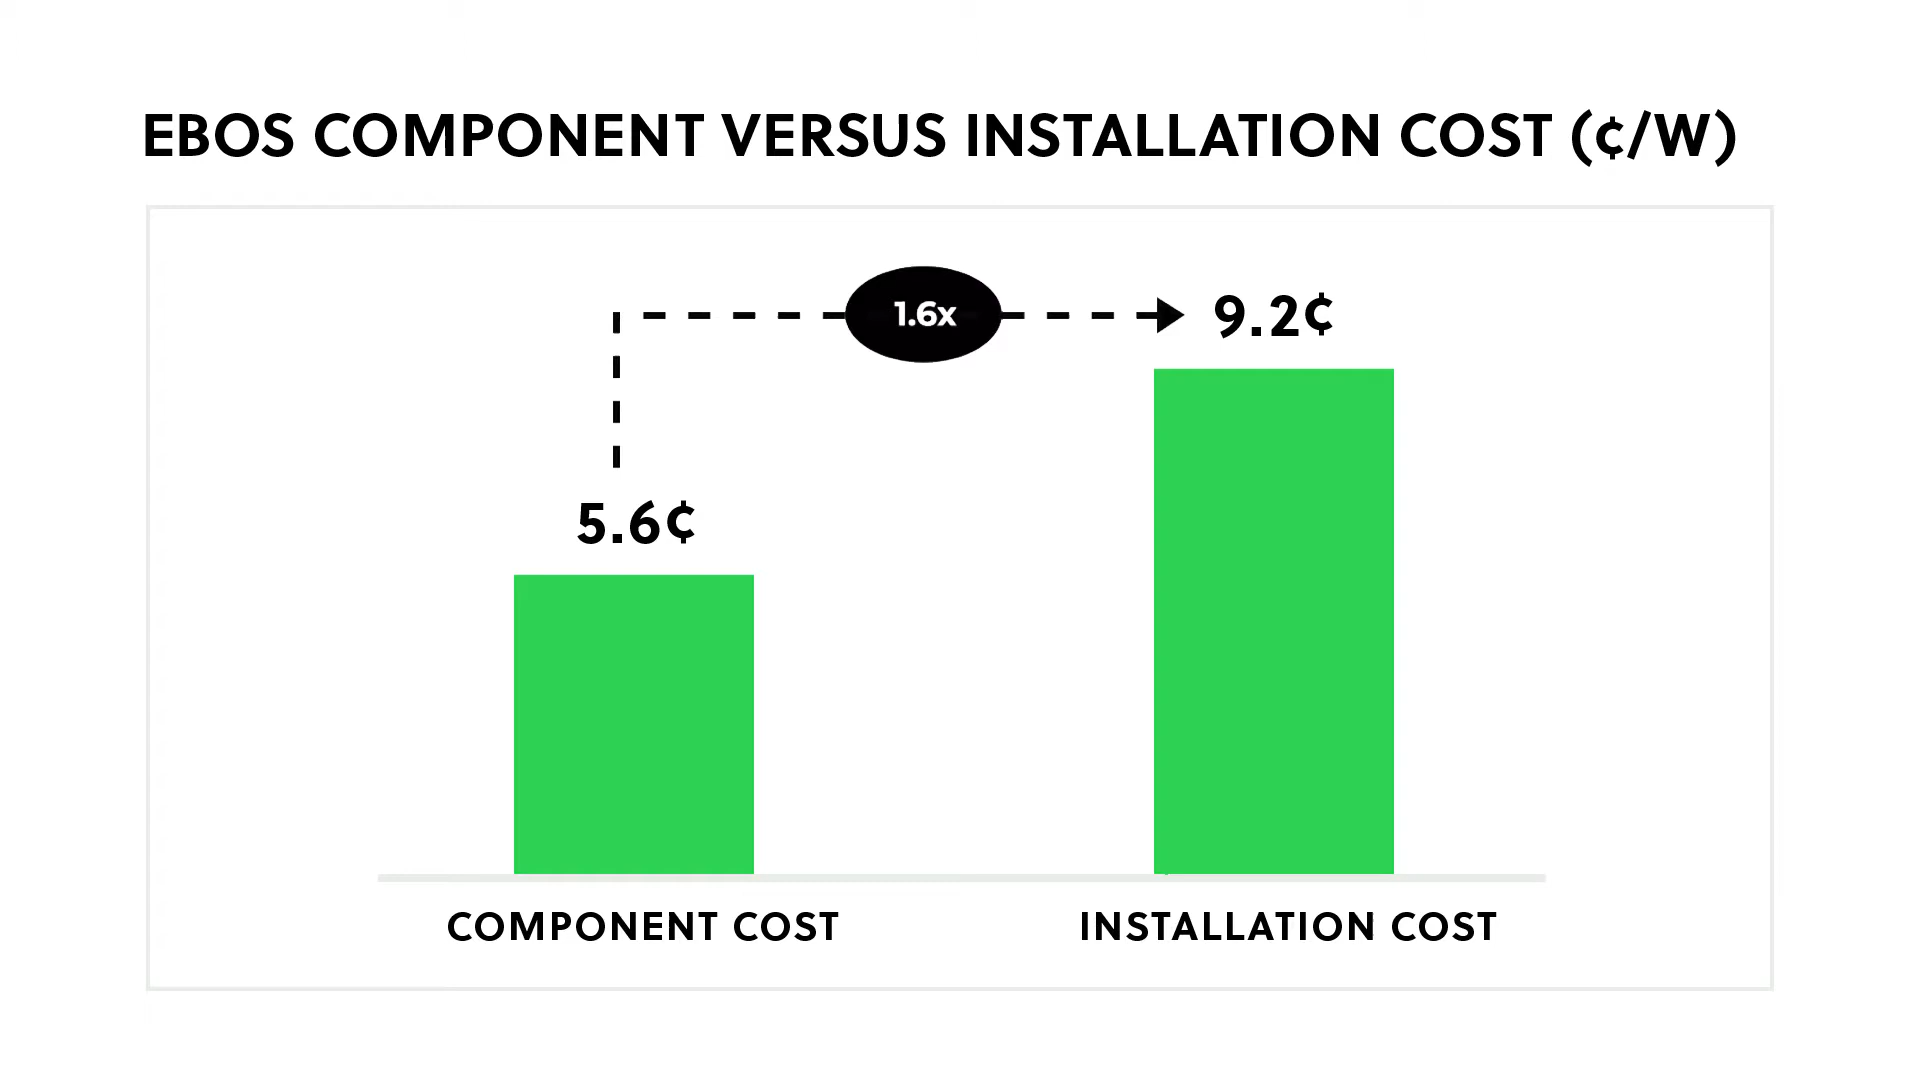 EBOS COMPONENT VERSUS INSTALLATION COST (¢/W)
1.6x
9.2¢
5.6¢
COMPONENT COST
INSTALLATION COST